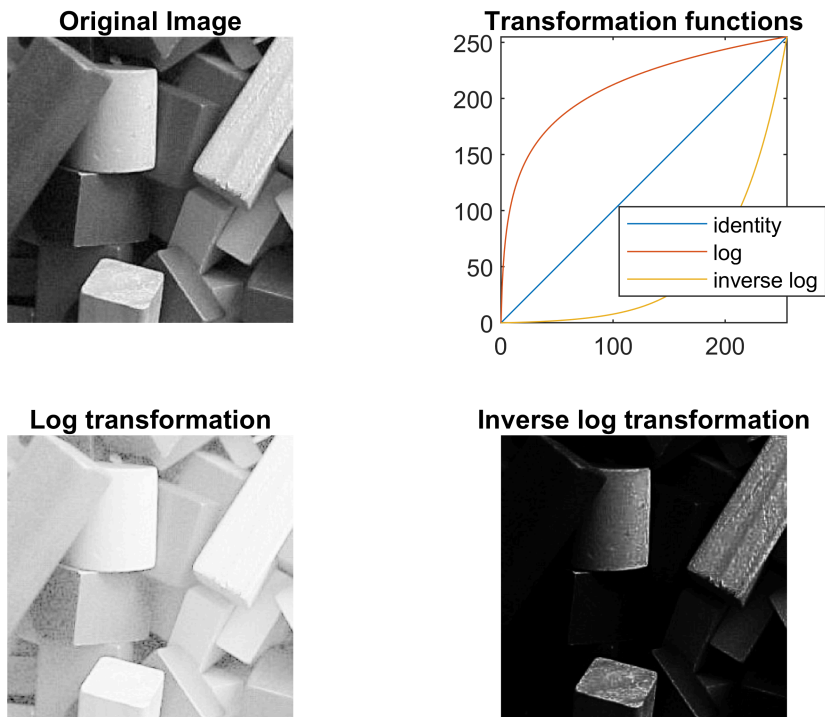 Original Image
Transformation functions
250
200
150
100
50
0
0 100 200
identity
log
inverse log
Log transformation
Inverse log transformation